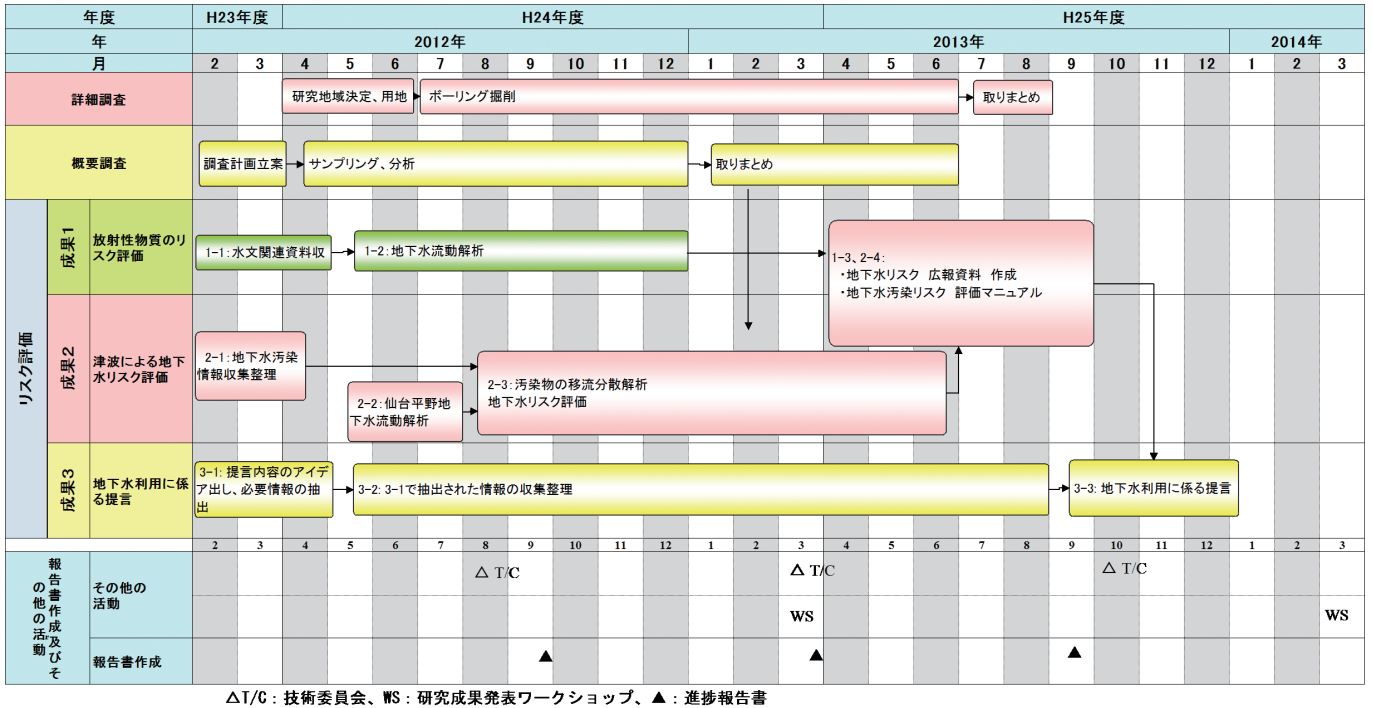 年度 H23年度 H24年度 H25年度
年 2012年 2013年 2014年
月 2 3 4 5 6 7 8 9 10 11 12 1 2 3 4 5 6 7 8 9 10 11 12 1 2 3
詳細調査
研究地域決定、用地
ボーリング掘削
取りまとめ
概要調査
調査計画立案
サンプリング、分析
取りまとめ
リスク評価
成果1
放射性物質のリ
スク評価
1-1：水文関連資料収
1-2：地下水流動解析
1-3、2-4：
・地下水リスク 広報資料 作成
・地下水汚染リスク 評価マニュアル
成果2
津波による地下
水リスク評価
2-1：地下水汚染
情報収集整理
2-2：仙台平野地
下水流動解析
2-3：汚染物の移流分散解析
地下水リスク評価
成果3
地下水利用に係
る提言
3-1：提言内容のアイデ
ア出し、必要情報の抽
出
3-2：3-1で抽出された情報の収集整理
3-3：地下水利用に係る提言
2 3 4 5 6 7 8 9 10 11 12 1 2 3 4 5 6 7 8 9 10 11 12 1 2 3
報告書作成及びそ
の他の活動
その他の
活動
△ T/C △ T/C △ T/C
WS WS
報告書作成
▲ ▲ ▲
△T/C：技術委員会、WS：研究成果発表ワークショップ、▲：進捗報告書